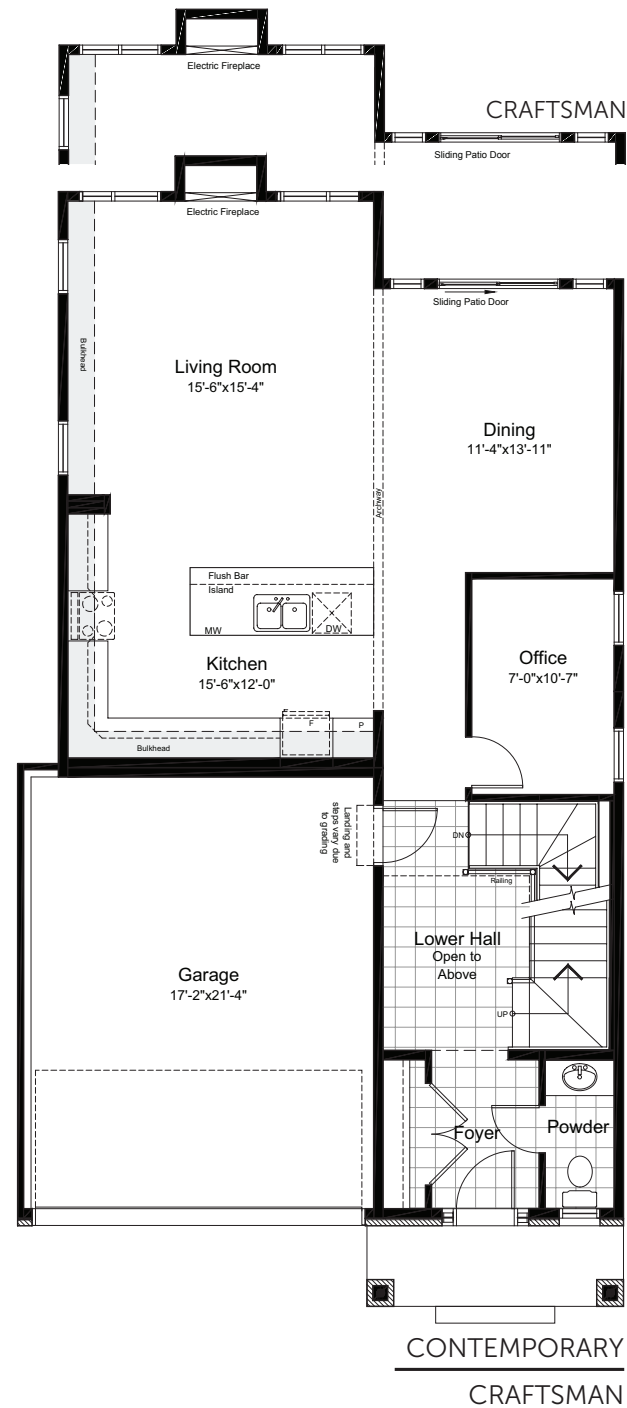 Electric Fireplace
CRAFTSMAN
Sliding Patio Door
Electric Fireplace
Sliding Patio Door
Bulkhead
Living Room
15'-6"x15'-4"
Dining
11'-4"x13'-11"
Archway
Flush Bar
Island
MW
DW
Kitchen
15'-6"x12'-0"
Office
7'-0"x10'-7"
F
P
Bulkhead
Landing and
steps vary due
to grading
DN
Railing
Lower Hall
Open to
Above
Garage
17'-2"x21'-4"
UP
Foyer
Powder
CONTEMPORARY
CRAFTSMAN